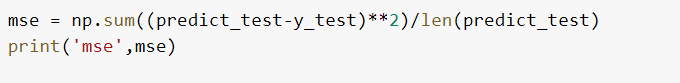 mse = np.sum((predict_test-y_test)**2)/len(predict_test)
print('mse',mse)